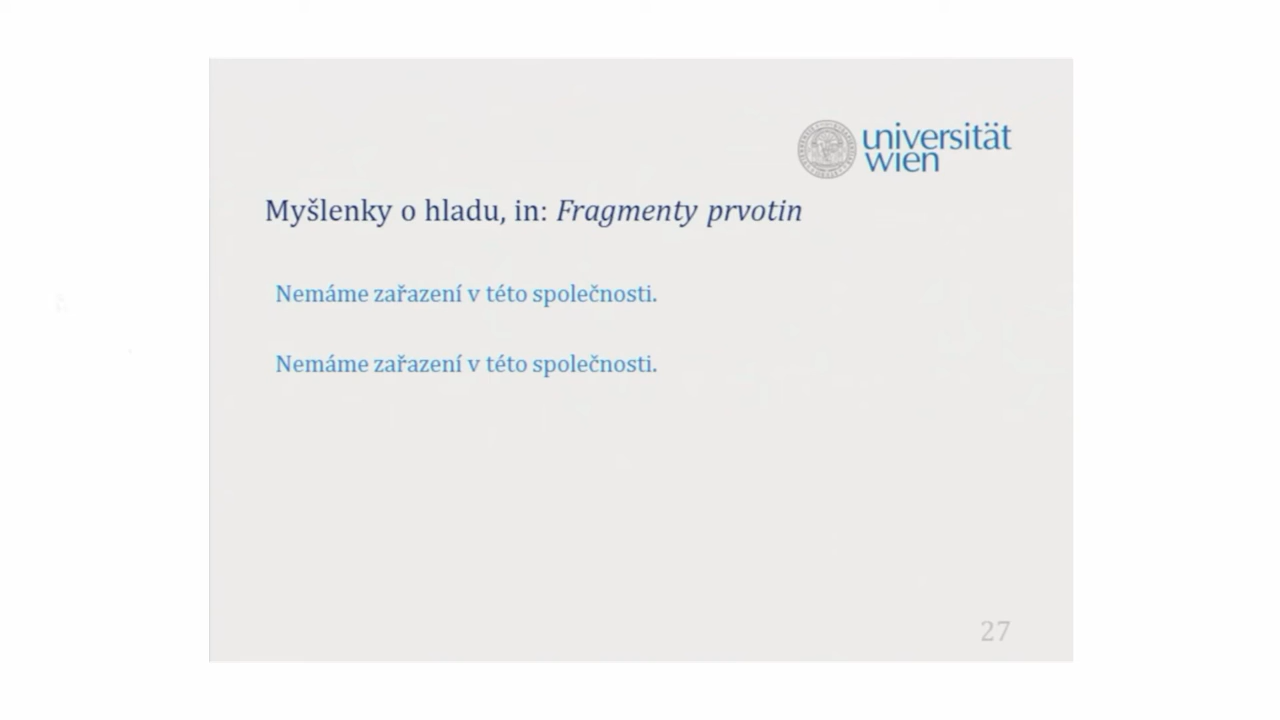 universität
wien
Myšlenky o hladu, in: Fragmenty prvotin
Nemáme zařazení v této společnosti.
Nemáme zařazení v této společnosti.
27